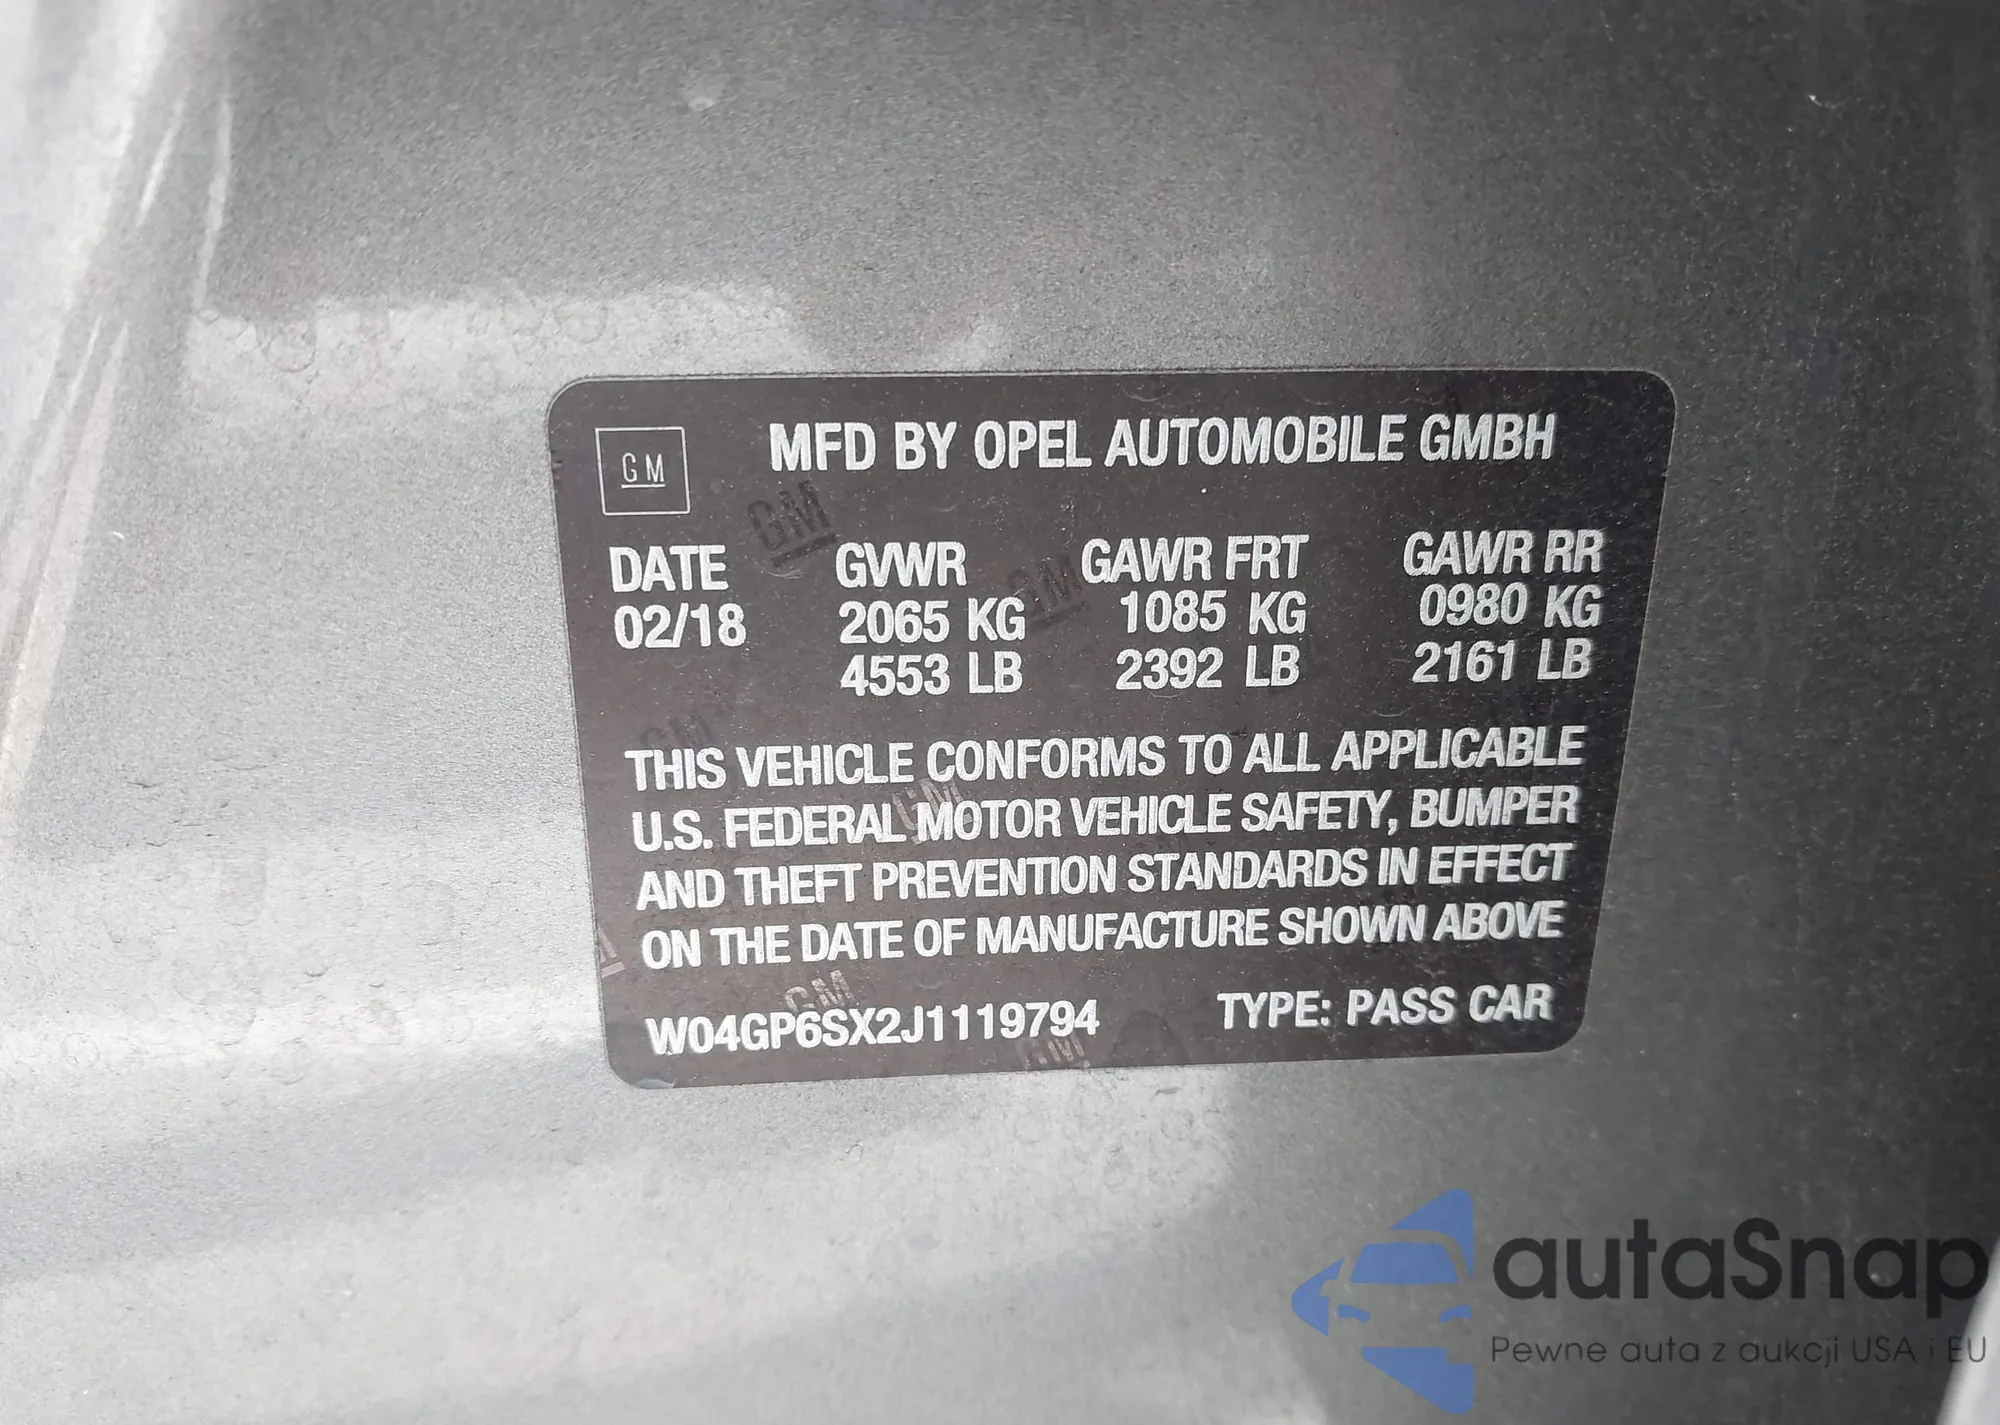 GM
MFD BY OPEL AUTOMOBILE GMBH
DATE GVWR GAWR FRT GAWR RR
02/18 2065 KG 1085 KG 0980 KG
4553 LB 2392 LB 2161 LB
THIS VEHICLE CONFORMS TO ALL APPLICABLE
U.S. FEDERAL MOTOR VEHICLE SAFETY, BUMPER
AND THEFT PREVENTION STANDARDS IN EFFECT
ON THE DATE OF MANUFACTURE SHOWN ABOVE
W04GP6SX2J1119794 TYPE: PASS CAR
autaSnap
Pewne auta z aukcji USA i EU